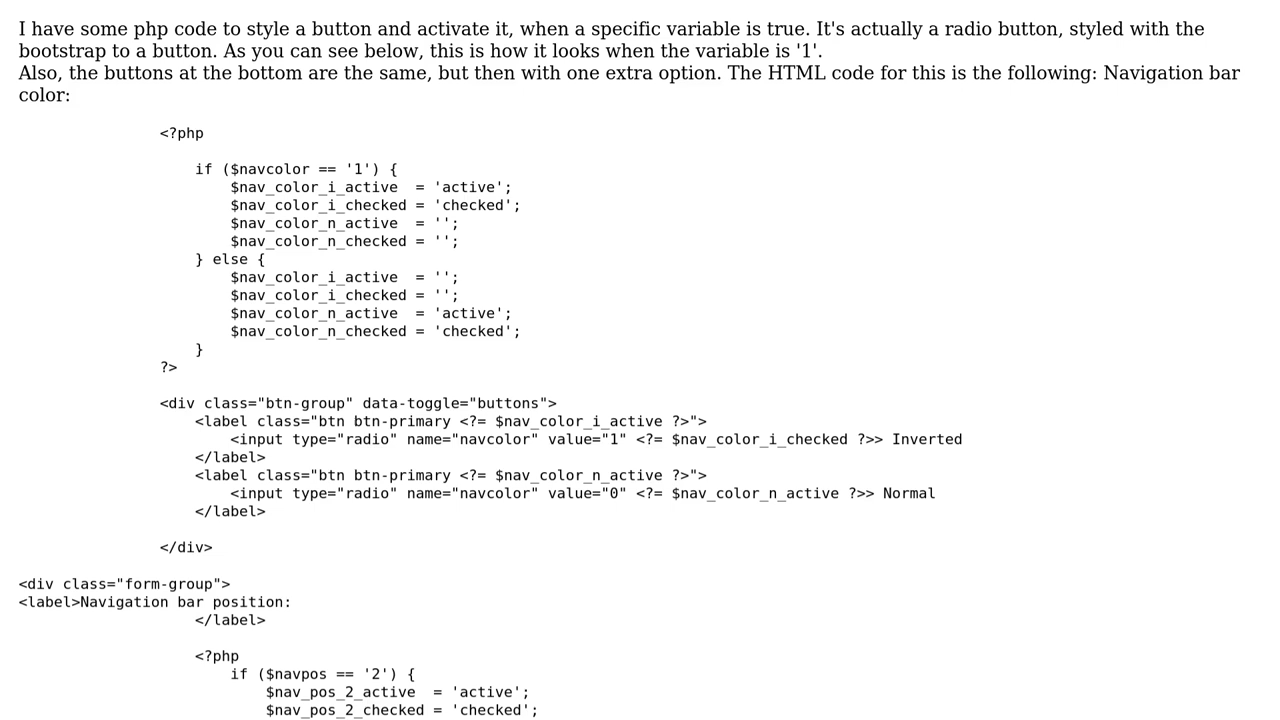 I have some php code to style a button and activate it, when a specific variable is true. It's actually a radio button, styled with the
bootstrap to a button. As you can see below, this is how it looks when the variable is '1'.
Also, the buttons at the bottom are the same, but then with one extra option. The HTML code for this is the following: Navigation bar
color:
<?php
if ($navcolor == '1') {
$nav_color_i_active  = 'active';
$nav_color_i_checked = 'checked';
$nav_color_n_active  = '';
$nav_color_n_checked = '';
} else {
$nav_color_i_active  = '';
$nav_color_i_checked = '';
$nav_color_n_active  = 'active';
$nav_color_n_checked = 'checked';
}
?>
<div class="btn-group" data-toggle="buttons">
<label class="btn btn-primary <?= $nav_color_i_active ?>">
<input type="radio" name="navcolor" value="1" <?= $nav_color_i_checked ?>> Inverted
</label>
<label class="btn btn-primary <?= $nav_color_n_active ?>">
<input type="radio" name="navcolor" value="0" <?= $nav_color_n_active ?>> Normal
</label>
</div>
<div class="form-group">
<label>Navigation bar position:
</label>
<?php
if ($navpos == '2') {
$nav_pos_2_active  = 'active';
$nav_pos_2_checked = 'checked';